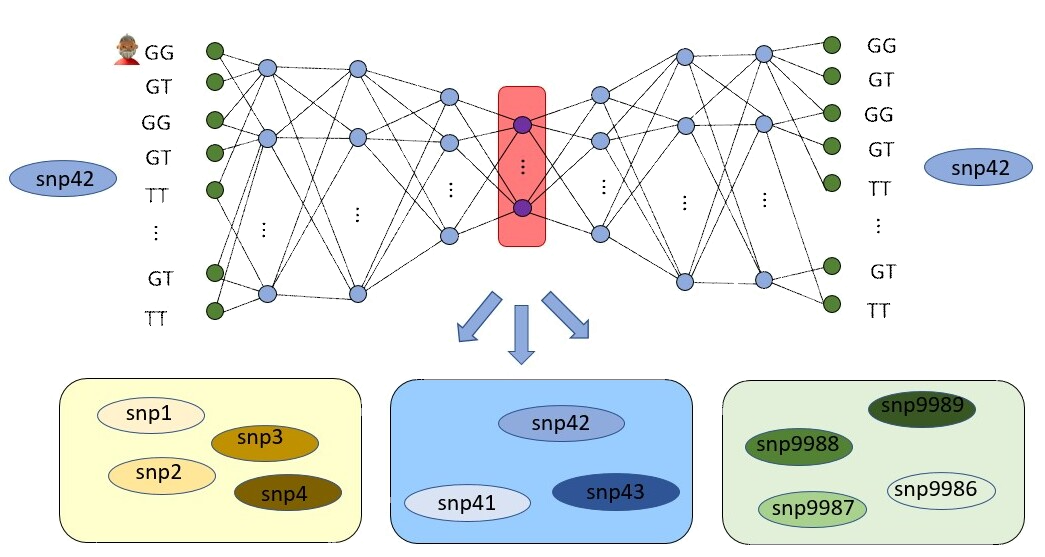 GG
GT
GG
GT
TT
⋮
GT
TT
snp42
⋮
⋮
⋮
⋮
⋮
⋮
⋮
GG
GT
GG
GT
TT
⋮
GT
TT
snp42
snp1
snp3
snp2
snp4
snp42
snp41
snp43
snp9989
snp9988
snp9986
snp9987